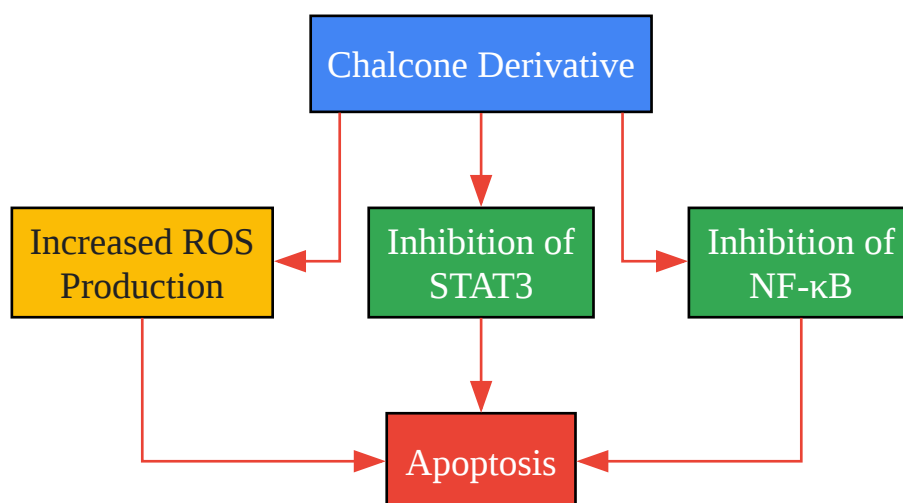 Chalcone Derivative
Increased ROS
Production
Inhibition of
STAT3
Inhibition of
NF-κB
Apoptosis